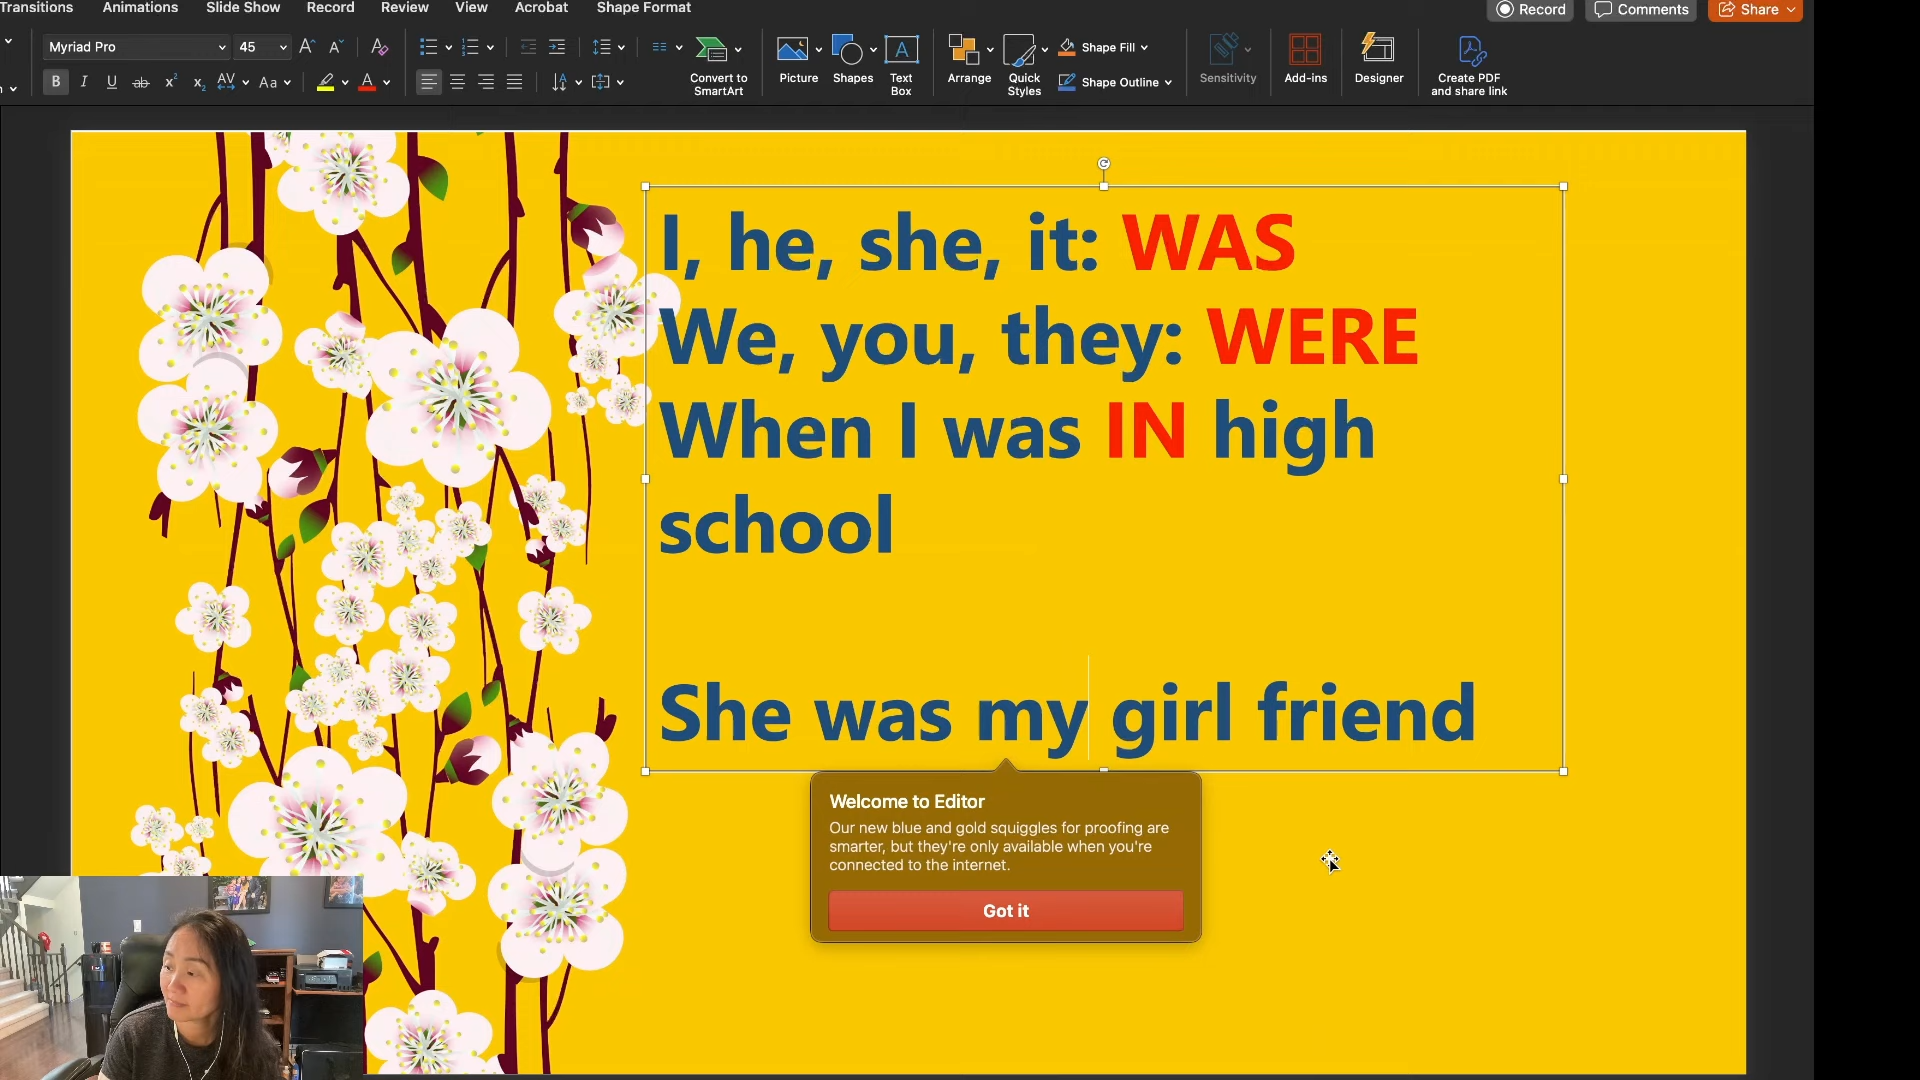 Transitions Animations Slide Show Record Review View Acrobat Shape Format
Record Comments Share
Myriad Pro 45
Convert to SmartArt
Picture Shapes Text Box
Arrange Quick Styles
Shape Fill
Shape Outline
Sensitivity Add-ins Designer
Create PDF and share link
I, he, she, it: WAS
We, you, they: WERE
When I was IN high
school
She was my girl friend
Welcome to Editor
Our new blue and gold squiggles for proofing are
smarter, but they're only available when you're
connected to the internet.
Got it